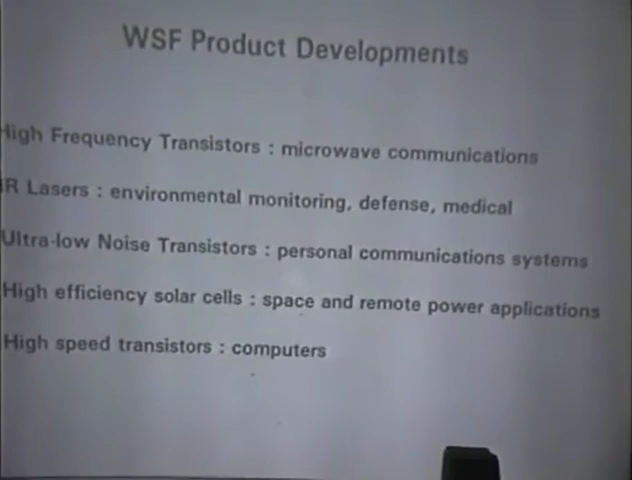 WSF Product Developments
High Frequency Transistors : microwave communications
IR Lasers : environmental monitoring, defense, medical
Ultra-low Noise Transistors : personal communications systems
High efficiency solar cells : space and remote power applications
High speed transistors : computers